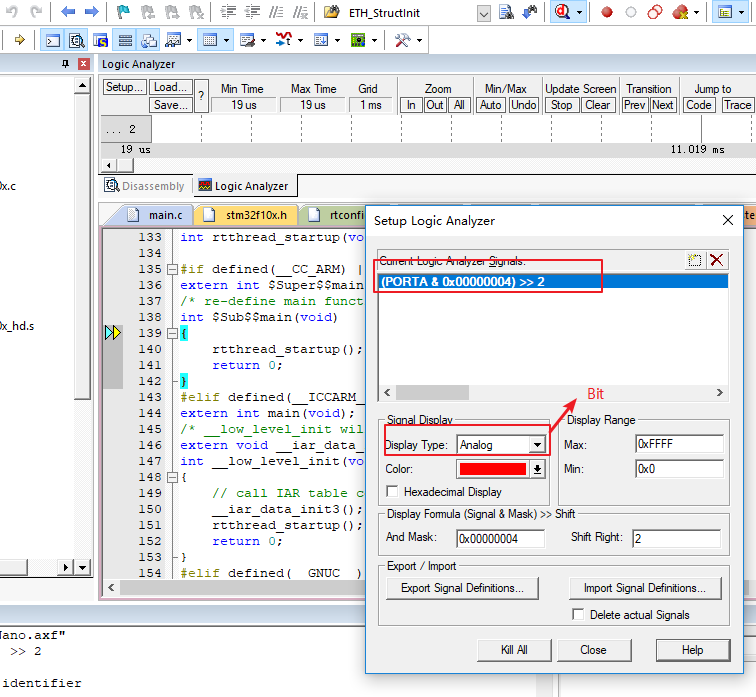 ETH_StructInit
Logic Analyzer
Setup... Load... Save... ? Min Time 19 us Max Time 19 us Grid 1 ms Zoom In Out All Min/Max Auto Undo Update Screen Stop Clear Transition Prev Next Jump to Code Trace
... 2
19 us 11.019 ms
Disassembly Logic Analyzer
main.c stm32f10x.h rtconfi
133 int rtthread_startup(vo
134
135 #if defined(__CC_ARM) |
136 extern int $Super$$main
137 /* re-define main funct
138 int $Sub$$main(void)
139 {
140 rtthread_startup();
141 return 0;
142 }
143 #elif defined(__ICCARM_
144 extern int main(void);
145 /* __low_level_init wil
146 extern void __iar_data_
147 int __low_level_init(vo
148 {
149 // call IAR table c
150 __iar_data_init3();
151 rtthread_startup();
152 return 0;
153 }
154 #elif defined( GNUC )
0x.c
0x_hd.s
Setup Logic Analyzer
Current Logic Analyzer Signals:
(PORTA & 0x00000004) >> 2
Bit
Signal Display
Display Type: Analog
Color:
Hexadecimal Display
Display Range
Max: 0xFFFF
Min: 0x0
Display Formula (Signal & Mask) >> Shift
And Mask: 0x00000004 Shift Right: 2
Export / Import
Export Signal Definitions... Import Signal Definitions...
Delete actual Signals
Kill All Close Help
Nano.axf"
>> 2
identifier